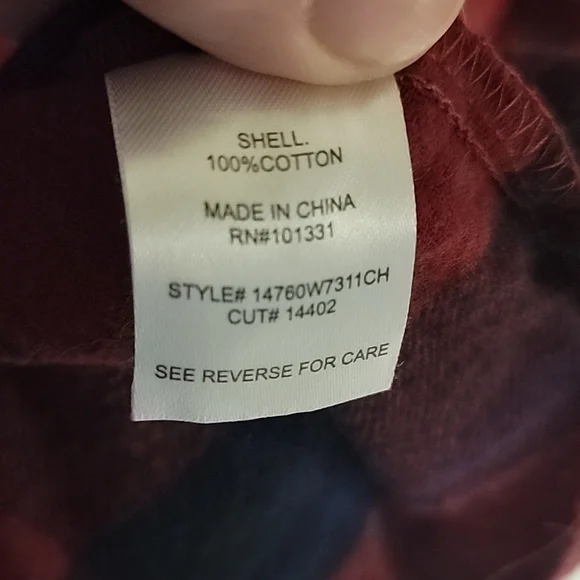 SHELL.
100%COTTON
MADE IN CHINA
RN#101331
STYLE# 14760W7311CH
CUT# 14402
SEE REVERSE FOR CARE